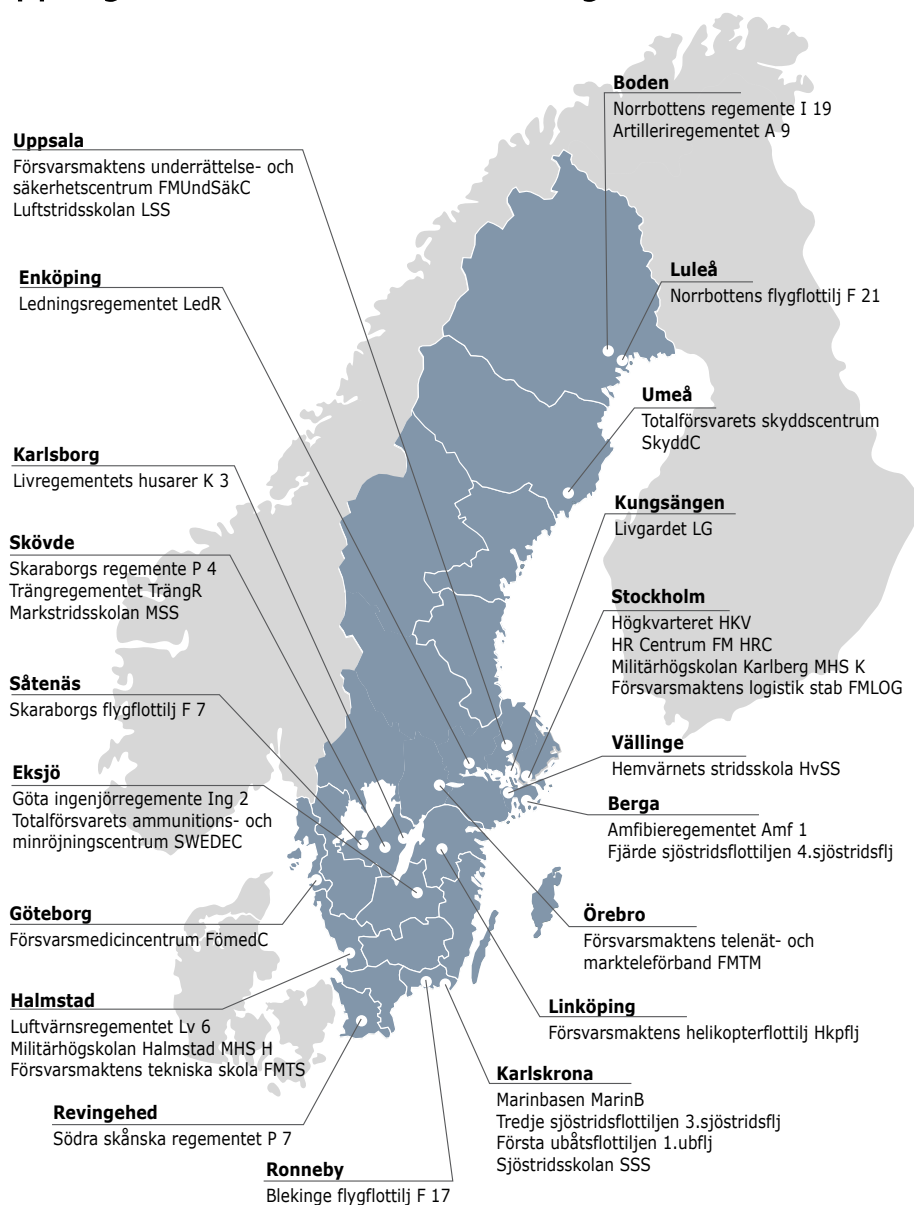 Boden
Norrbottens regemente I 19
Artilleriregementet A 9
Uppsala
Försvarsmaktens underrättelse- och
säkerhetscentrum FMUndSäkC
Luftstridsskolan LSS
Enköping
Ledningsregementet LedR
Luleå
Norrbottens flygflottilj F 21
Umeå
Totalförsvarets skyddscentrum
SkyddC
Karlsborg
Livregementets husarer K 3
Kungsängen
Livgardet LG
Skövde
Skaraborgs regemente P 4
Trängregementet TrängR
Markstridsskolan MSS
Stockholm
Högkvarteret HKV
HR Centrum FM HRC
Militärhögskolan Karlberg MHS K
Försvarsmaktens logistik stab FMLOG
Såtenäs
Skaraborgs flygflottilj F 7
Vällinge
Hemvärnets stridsskola HvSS
Eksjö
Göta ingenjörregemente Ing 2
Totalförsvarets ammunitions- och
minröjningscentrum SWEDEC
Berga
Amfibieregementet Amf 1
Fjärde sjöstridsflottiljen 4.sjöstridsflj
Göteborg
Försvarsmedicincentrum FömedC
Örebro
Försvarsmaktens telenät- och
markteleförband FMTM
Halmstad
Luftvärnsregementet Lv 6
Militärhögskolan Halmstad MHS H
Försvarsmaktens tekniska skola FMTS
Linköping
Försvarsmaktens helikopterflottilj Hkpflj
Karlskrona
Marinbasen MarinB
Tredje sjöstridsflottiljen 3.sjöstridsflj
Första ubåtsflottiljen 1.ubflj
Sjöstridsskolan SSS
Revingehed
Södra skånska regementet P 7
Ronneby
Blekinge flygflottilj F 17